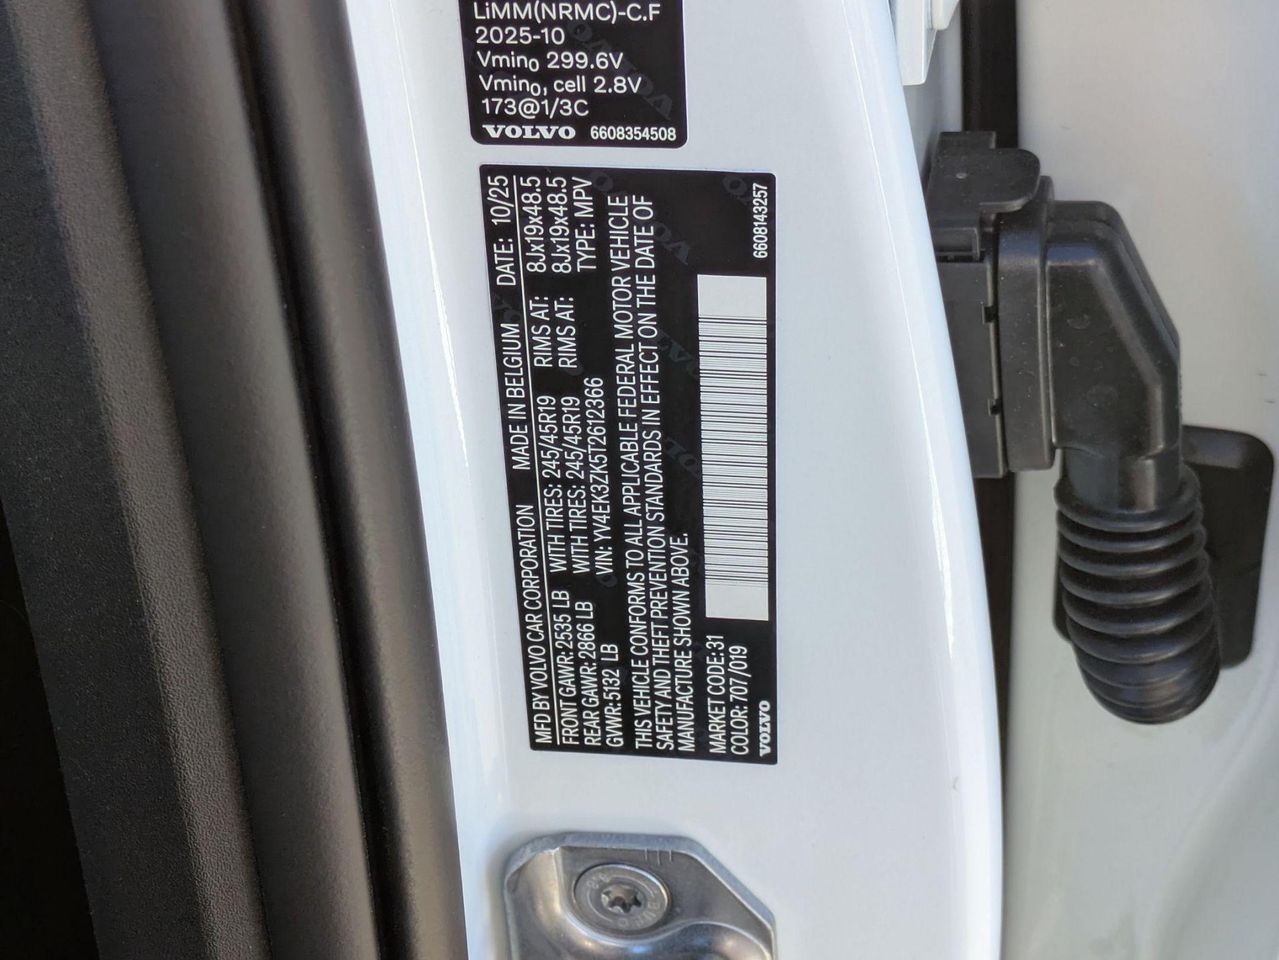 LiMM(NRMC)-C.F
2025-10
Vmin0 299.6V
Vmin0, cell 2.8V
173@1/3C
VOLVO 6608354508
MFD BY VOLVO CAR CORPORATION MADE IN BELGIUM DATE: 10/25
FRONT GAWR: 2535 LB WITH TIRES: 245/45R19 RIMS AT: 8Jx19x48.5
REAR GAWR: 2866 LB WITH TIRES: 245/45R19 RIMS AT: 8Jx19x48.5
GVWR: 5132 LB VIN: YV4EK3ZK5T2612366 TYPE: MPV
THIS VEHICLE CONFORMS TO ALL APPLICABLE FEDERAL MOTOR VEHICLE
SAFETY AND THEFT PREVENTION STANDARDS IN EFFECT ON THE DATE OF
MANUFACTURE SHOWN ABOVE.
MARKET CODE: 31
COLOR: 707/019
VOLVO
6608143257